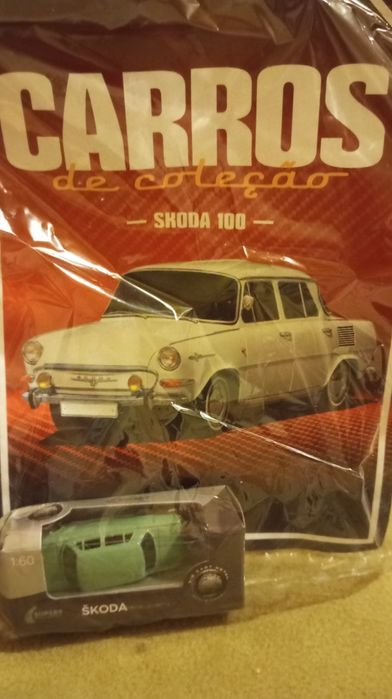 CARROS
de coleção
— SKODA 100 —
1:60
ŠKODA